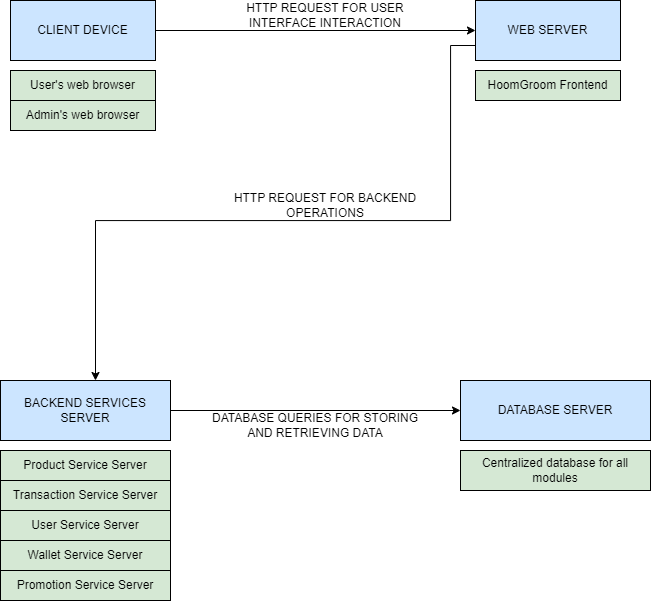 CLIENT DEVICE
HTTP REQUEST FOR USER
INTERFACE INTERACTION
WEB SERVER
User's web browser
Admin's web browser
HoomGroom Frontend
HTTP REQUEST FOR BACKEND
OPERATIONS
BACKEND SERVICES
SERVER
DATABASE QUERIES FOR STORING
AND RETRIEVING DATA
DATABASE SERVER
Product Service Server
Transaction Service Server
User Service Server
Wallet Service Server
Promotion Service Server
Centralized database for all
modules